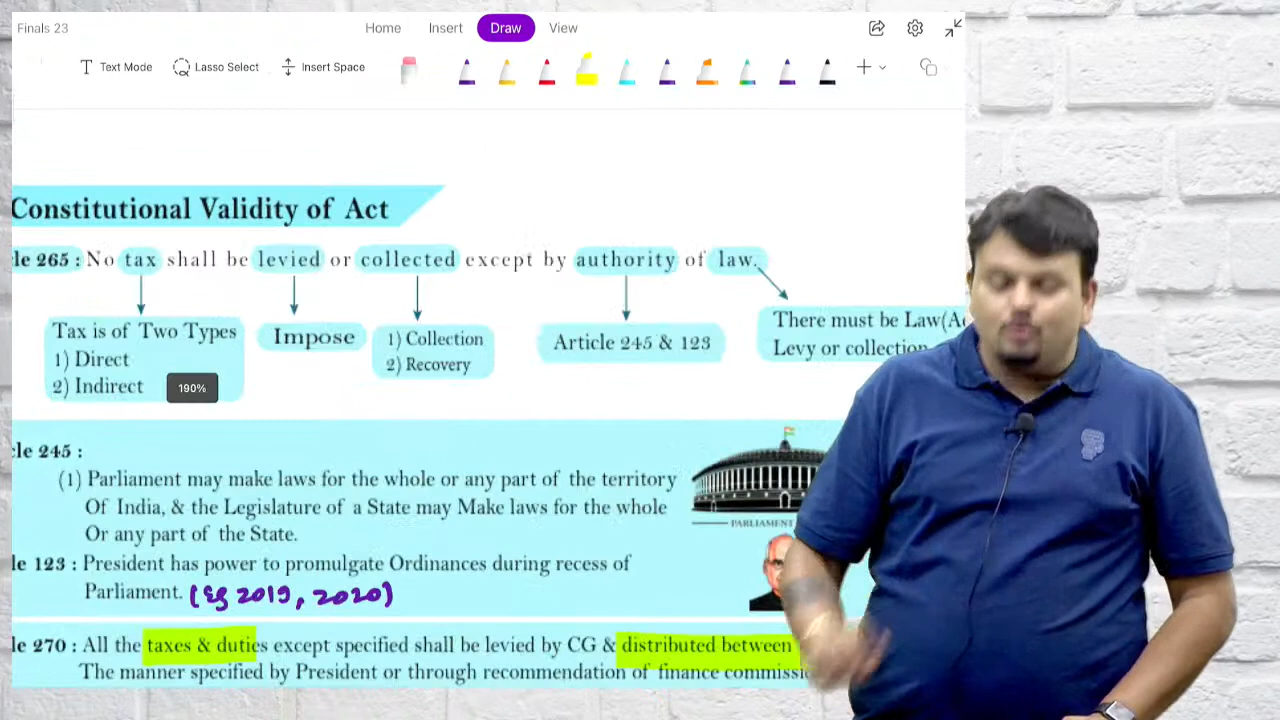 Finals 23
Home Insert Draw View
Text Mode Lasso Select Insert Space
Constitutional Validity of Act
le 265 : No tax shall be levied or collected except by authority of law.
Tax is of Two Types
1) Direct
2) Indirect
190%
Impose
1) Collection
2) Recovery
Article 245 & 123
There must be Law(A
Levy or collection
le 245 :
(1) Parliament may make laws for the whole or any part of the territory
Of India, & the Legislature of a State may Make laws for the whole
Or any part of the State.
PARLIAMENT
le 123 : President has power to promulgate Ordinances during recess of
Parliament. (Eg 2019, 2020)
le 270 : All the taxes & duties except specified shall be levied by CG & distributed between
The manner specified by President or through recommendation of finance commissi